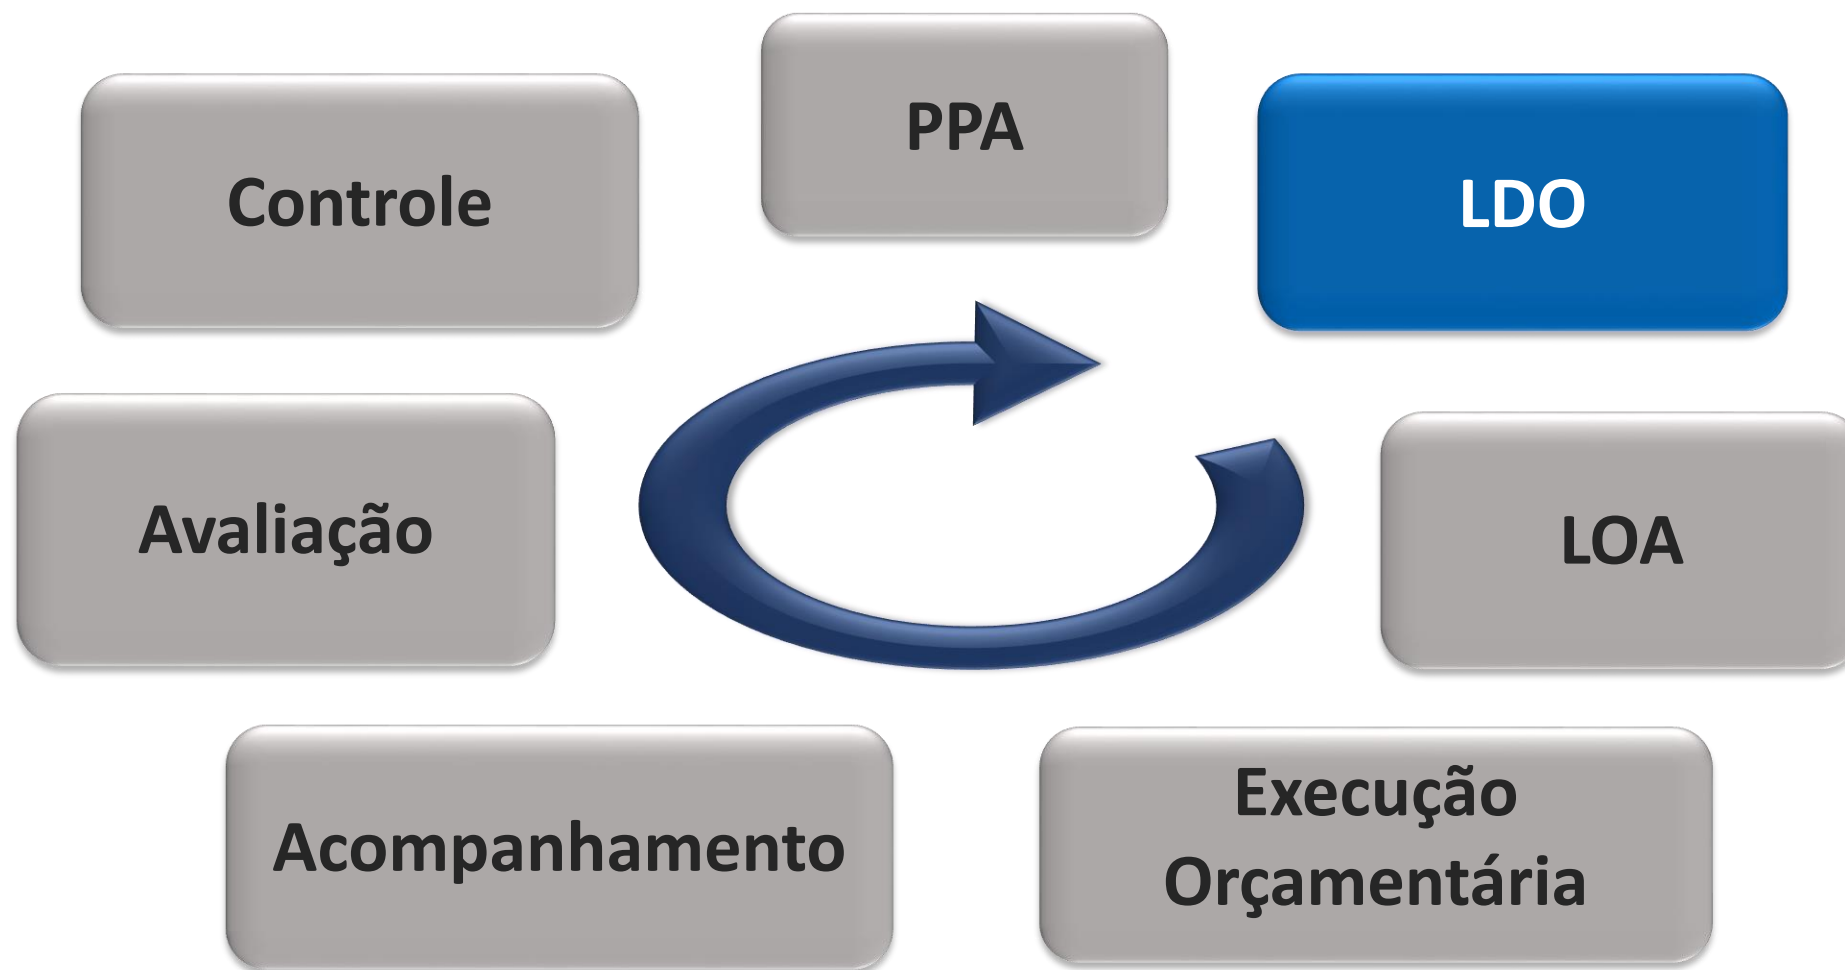 PPA
LDO
Controle
LOA
Avaliação
Execução
Orçamentária
Acompanhamento